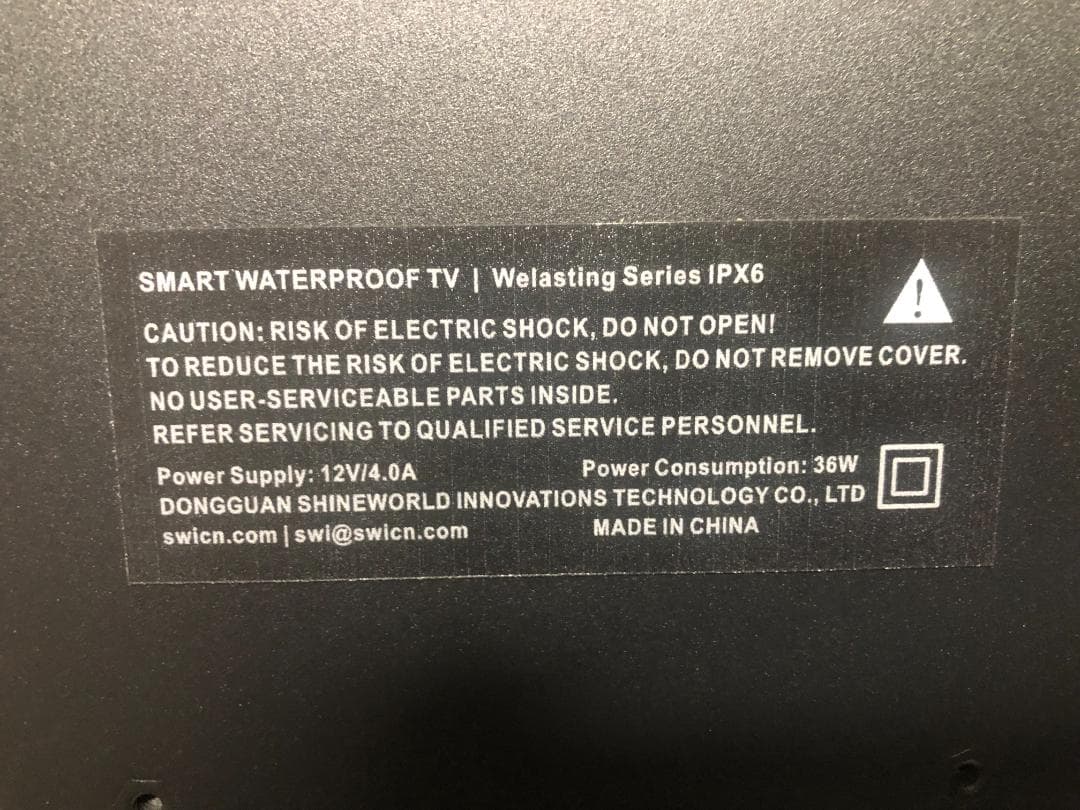 SMART WATERPROOF TV | Welasting Series IPX6
CAUTION: RISK OF ELECTRIC SHOCK, DO NOT OPEN!
TO REDUCE THE RISK OF ELECTRIC SHOCK, DO NOT REMOVE COVER.
NO USER-SERVICEABLE PARTS INSIDE.
REFER SERVICING TO QUALIFIED SERVICE PERSONNEL.
Power Supply: 12V/4.0A Power Consumption: 36W
DONGGUAN SHINEWORLD INNOVATIONS TECHNOLOGY CO., LTD
swicn.com | swi@swicn.com MADE IN CHINA